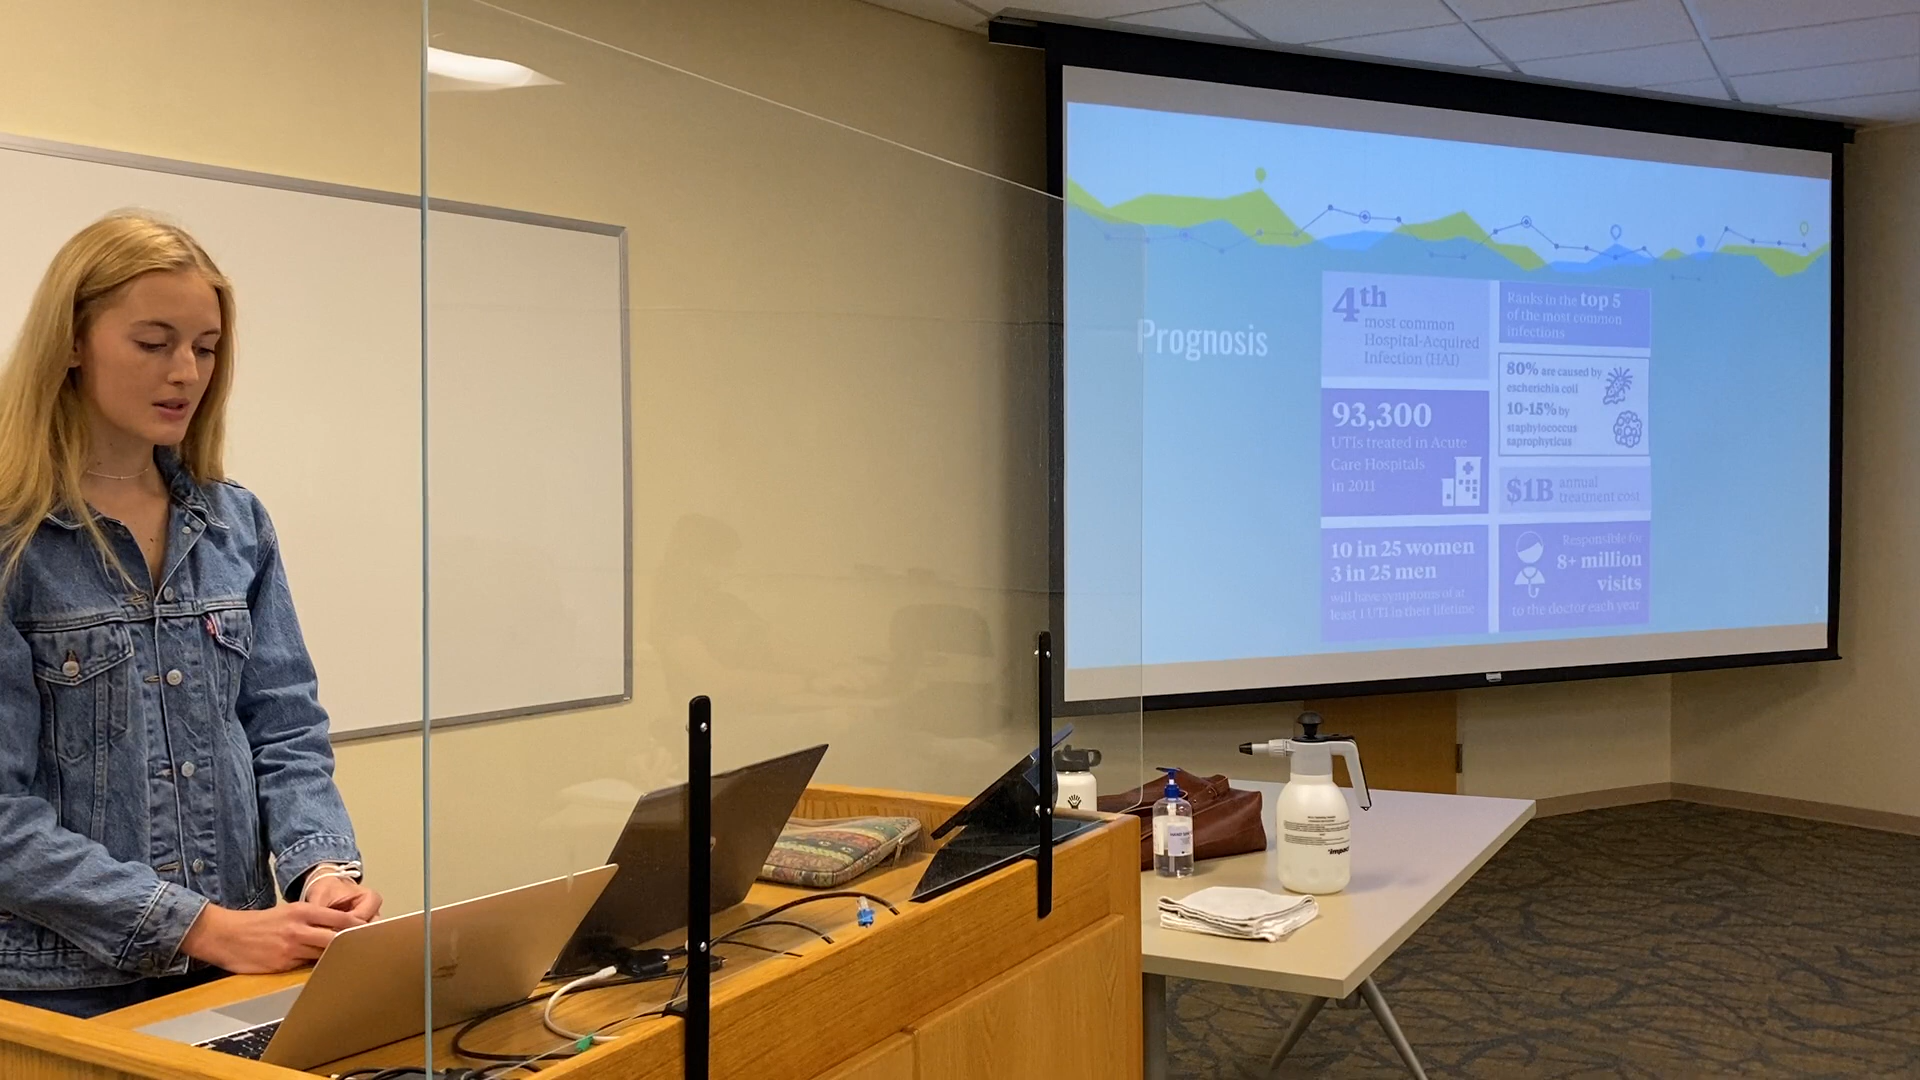 Prognosis
4th
most common
Hospital-Acquired
Infection (HAI)
93,300
UTIs treated in Acute
Care Hospitals
in 2011
10 in 25 women
3 in 25 men
will have symptoms of at
least 1 UTI in their lifetime
Ranks in the top 5
of the most common
infections
80% are caused by
escherichia coli
10-15% by
staphylococcus
saprophyticus
$1B annual
treatment cost
Responsible for
8+ million
visits
to the doctor each year
impact